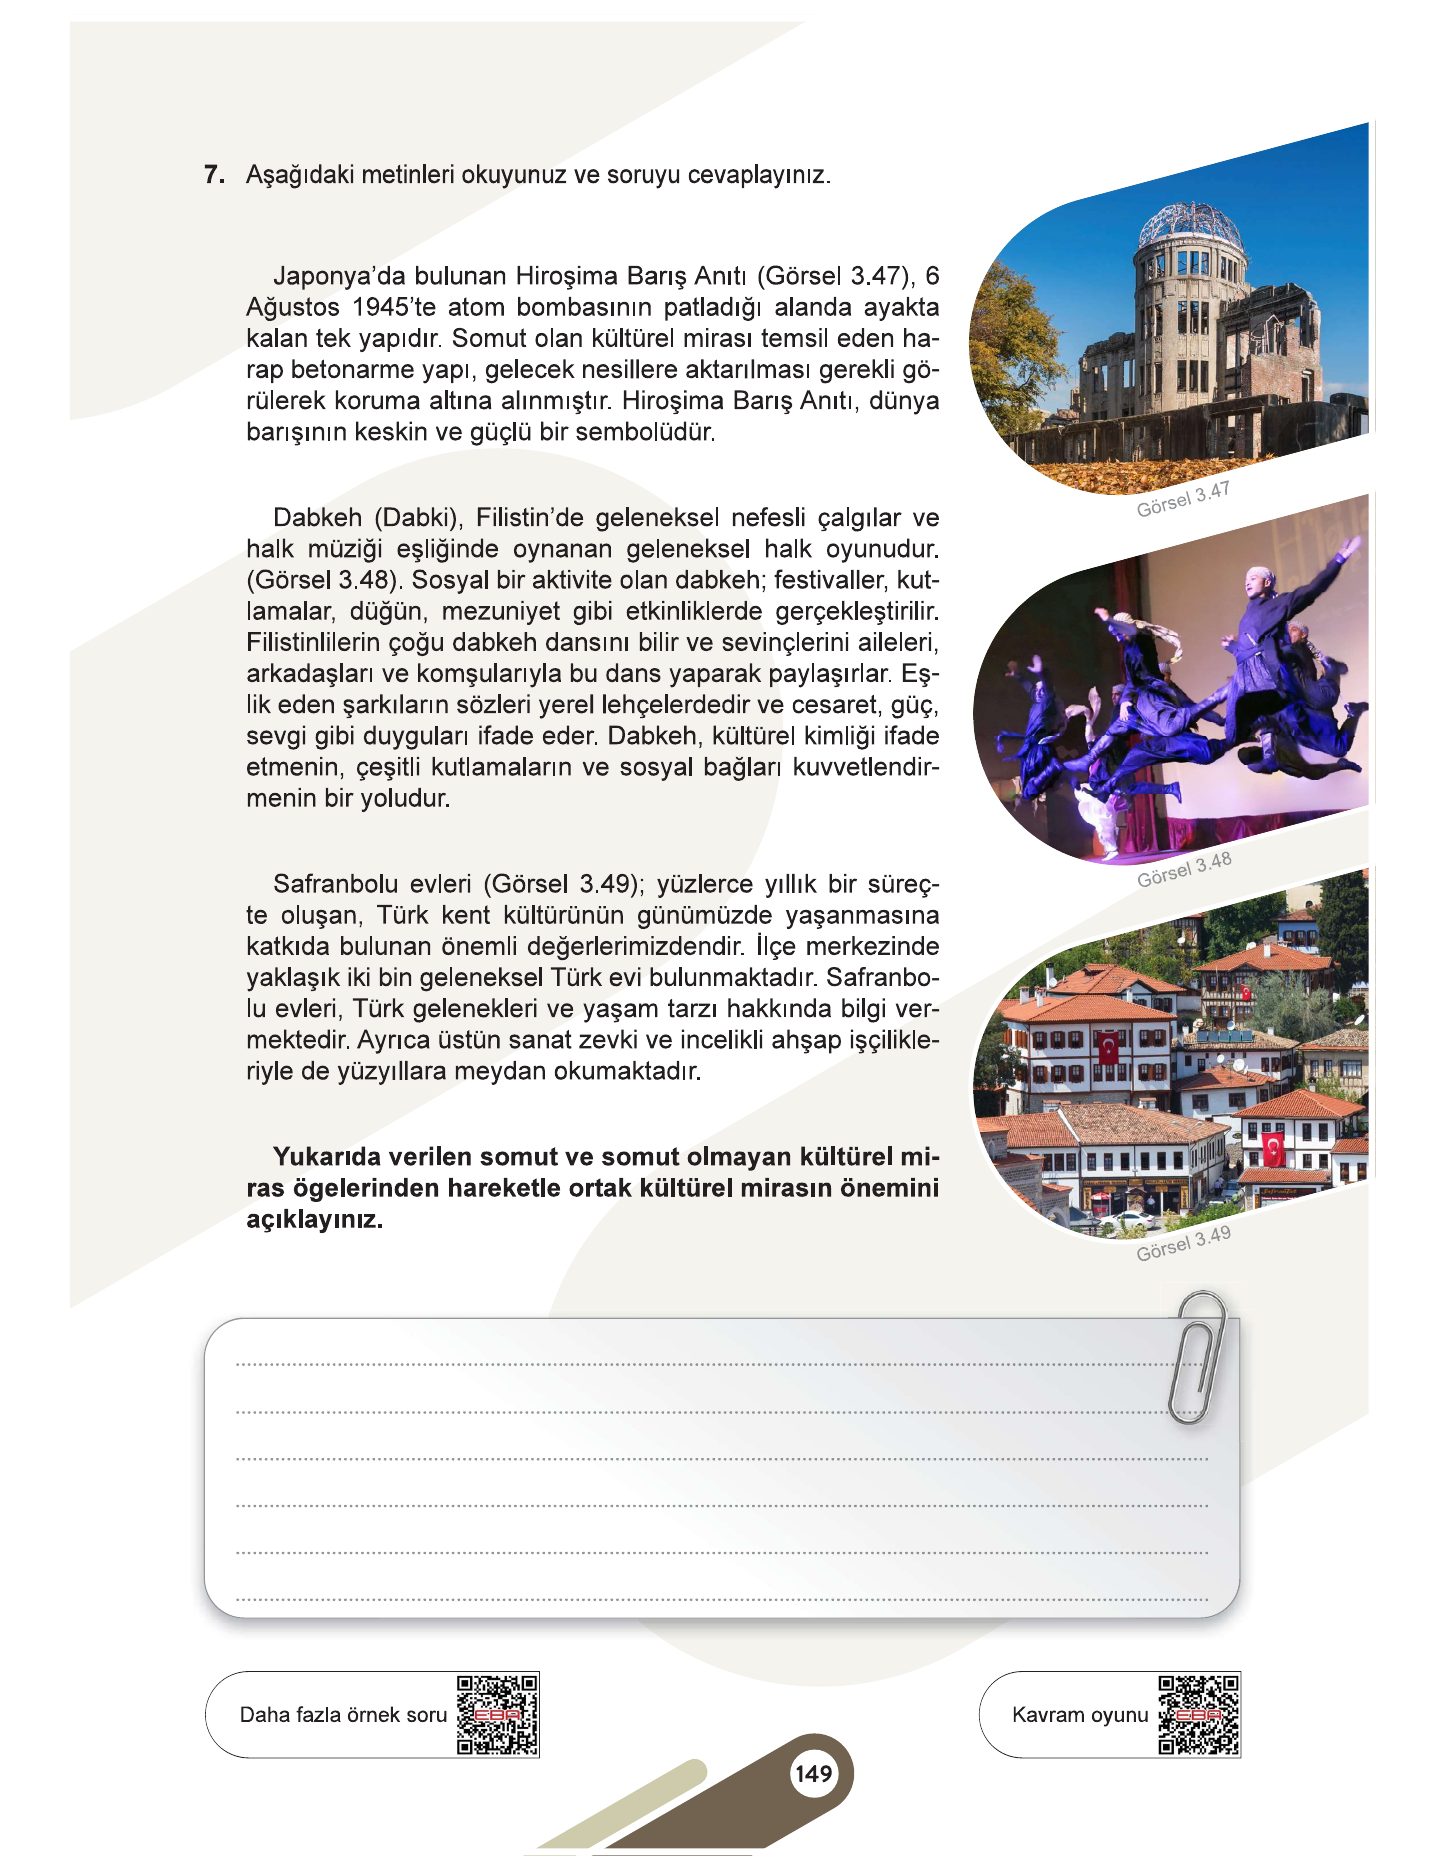 7. Aşağıdaki metinleri okuyunuz ve soruyu cevaplayınız.
Japonya’da bulunan Hiroşima Barış Anıtı (Görsel 3.47), 6
Ağustos 1945’te atom bombasının patladığı alanda ayakta
kalan tek yapıdır. Somut olan kültürel mirası temsil eden ha-
rap betonarme yapı, gelecek nesillere aktarılması gerekli gö-
rülerek koruma altına alınmıştır. Hiroşima Barış Anıtı, dünya
barışının keskin ve güçlü bir sembolüdür.
Görsel 3.47
Dabkeh (Dabki), Filistin’de geleneksel nefesli çalgılar ve
halk müziği eşliğinde oynanan geleneksel halk oyunudur.
(Görsel 3.48). Sosyal bir aktivite olan dabkeh; festivaller, kut-
lamalar, düğün, mezuniyet gibi etkinliklerde gerçekleştirilir.
Filistinlilerin çoğu dabkeh dansını bilir ve sevinçlerini aileleri,
arkadaşları ve komşularıyla bu dans yaparak paylaşırlar. Eş-
lik eden şarkıların sözleri yerel lehçelerdedir ve cesaret, güç,
sevgi gibi duyguları ifade eder. Dabkeh, kültürel kimliği ifade
etmenin, çeşitli kutlamaların ve sosyal bağları kuvvetlendir-
menin bir yoludur.
Görsel 3.48
Safranbolu evleri (Görsel 3.49); yüzlerce yıllık bir süreç-
te oluşan, Türk kent kültürünün günümüzde yaşanmasına
katkıda bulunan önemli değerlerimizdendir. İlçe merkezinde
yaklaşık iki bin geleneksel Türk evi bulunmaktadır. Safranbo-
lu evleri, Türk gelenekleri ve yaşam tarzı hakkında bilgi ver-
mektedir. Ayrıca üstün sanat zevki ve incelikli ahşap işçilikle-
riyle de yüzyıllara meydan okumaktadır.
Görsel 3.49
Yukarıda verilen somut ve somut olmayan kültürel mi-
ras ögelerinden hareketle ortak kültürel mirasın önemini
açıklayınız.
Daha fazla örnek soru
EBA
Kavram oyunu
EBA
149